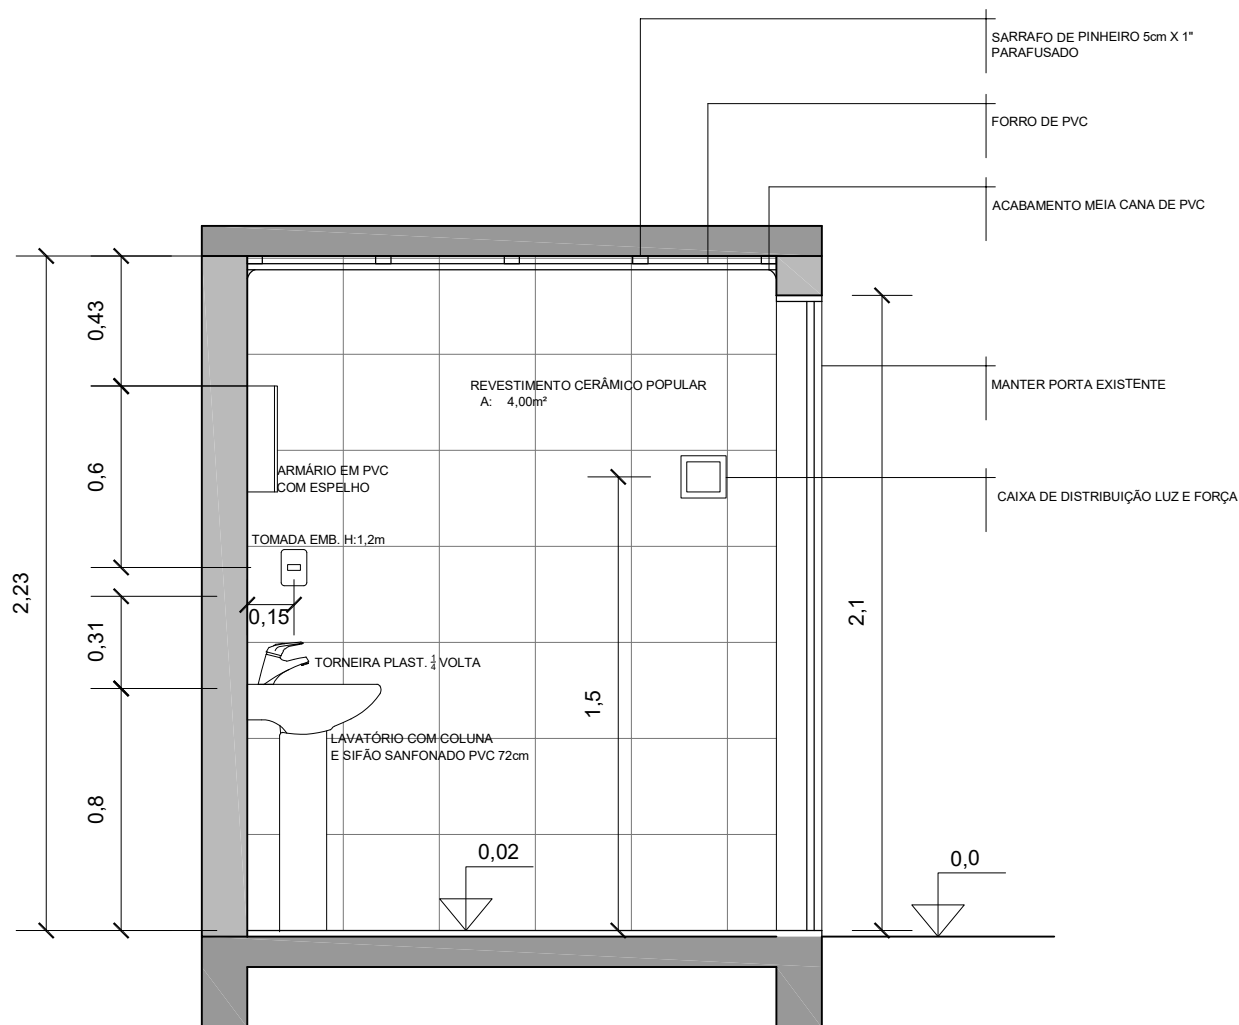 SARRAFO DE PINHEIRO 5cm X 1"
PARAFUSADO
FORRO DE PVC
ACABAMENTO MEIA CANA DE PVC
0,43
REVESTIMENTO CERÂMICO POPULAR
A: 4,00m²
MANTER PORTA EXISTENTE
0,6
ARMÁRIO EM PVC
COM ESPELHO
CAIXA DE DISTRIBUIÇÃO LUZ E FORÇA
TOMADA EMB. H:1,2m
2,23
0,31
0,15
2,1
TORNEIRA PLAST. ¼ VOLTA
1,5
LAVATÓRIO COM COLUNA
E SIFÃO SANFONADO PVC 72cm
0,8
0,02
0,0